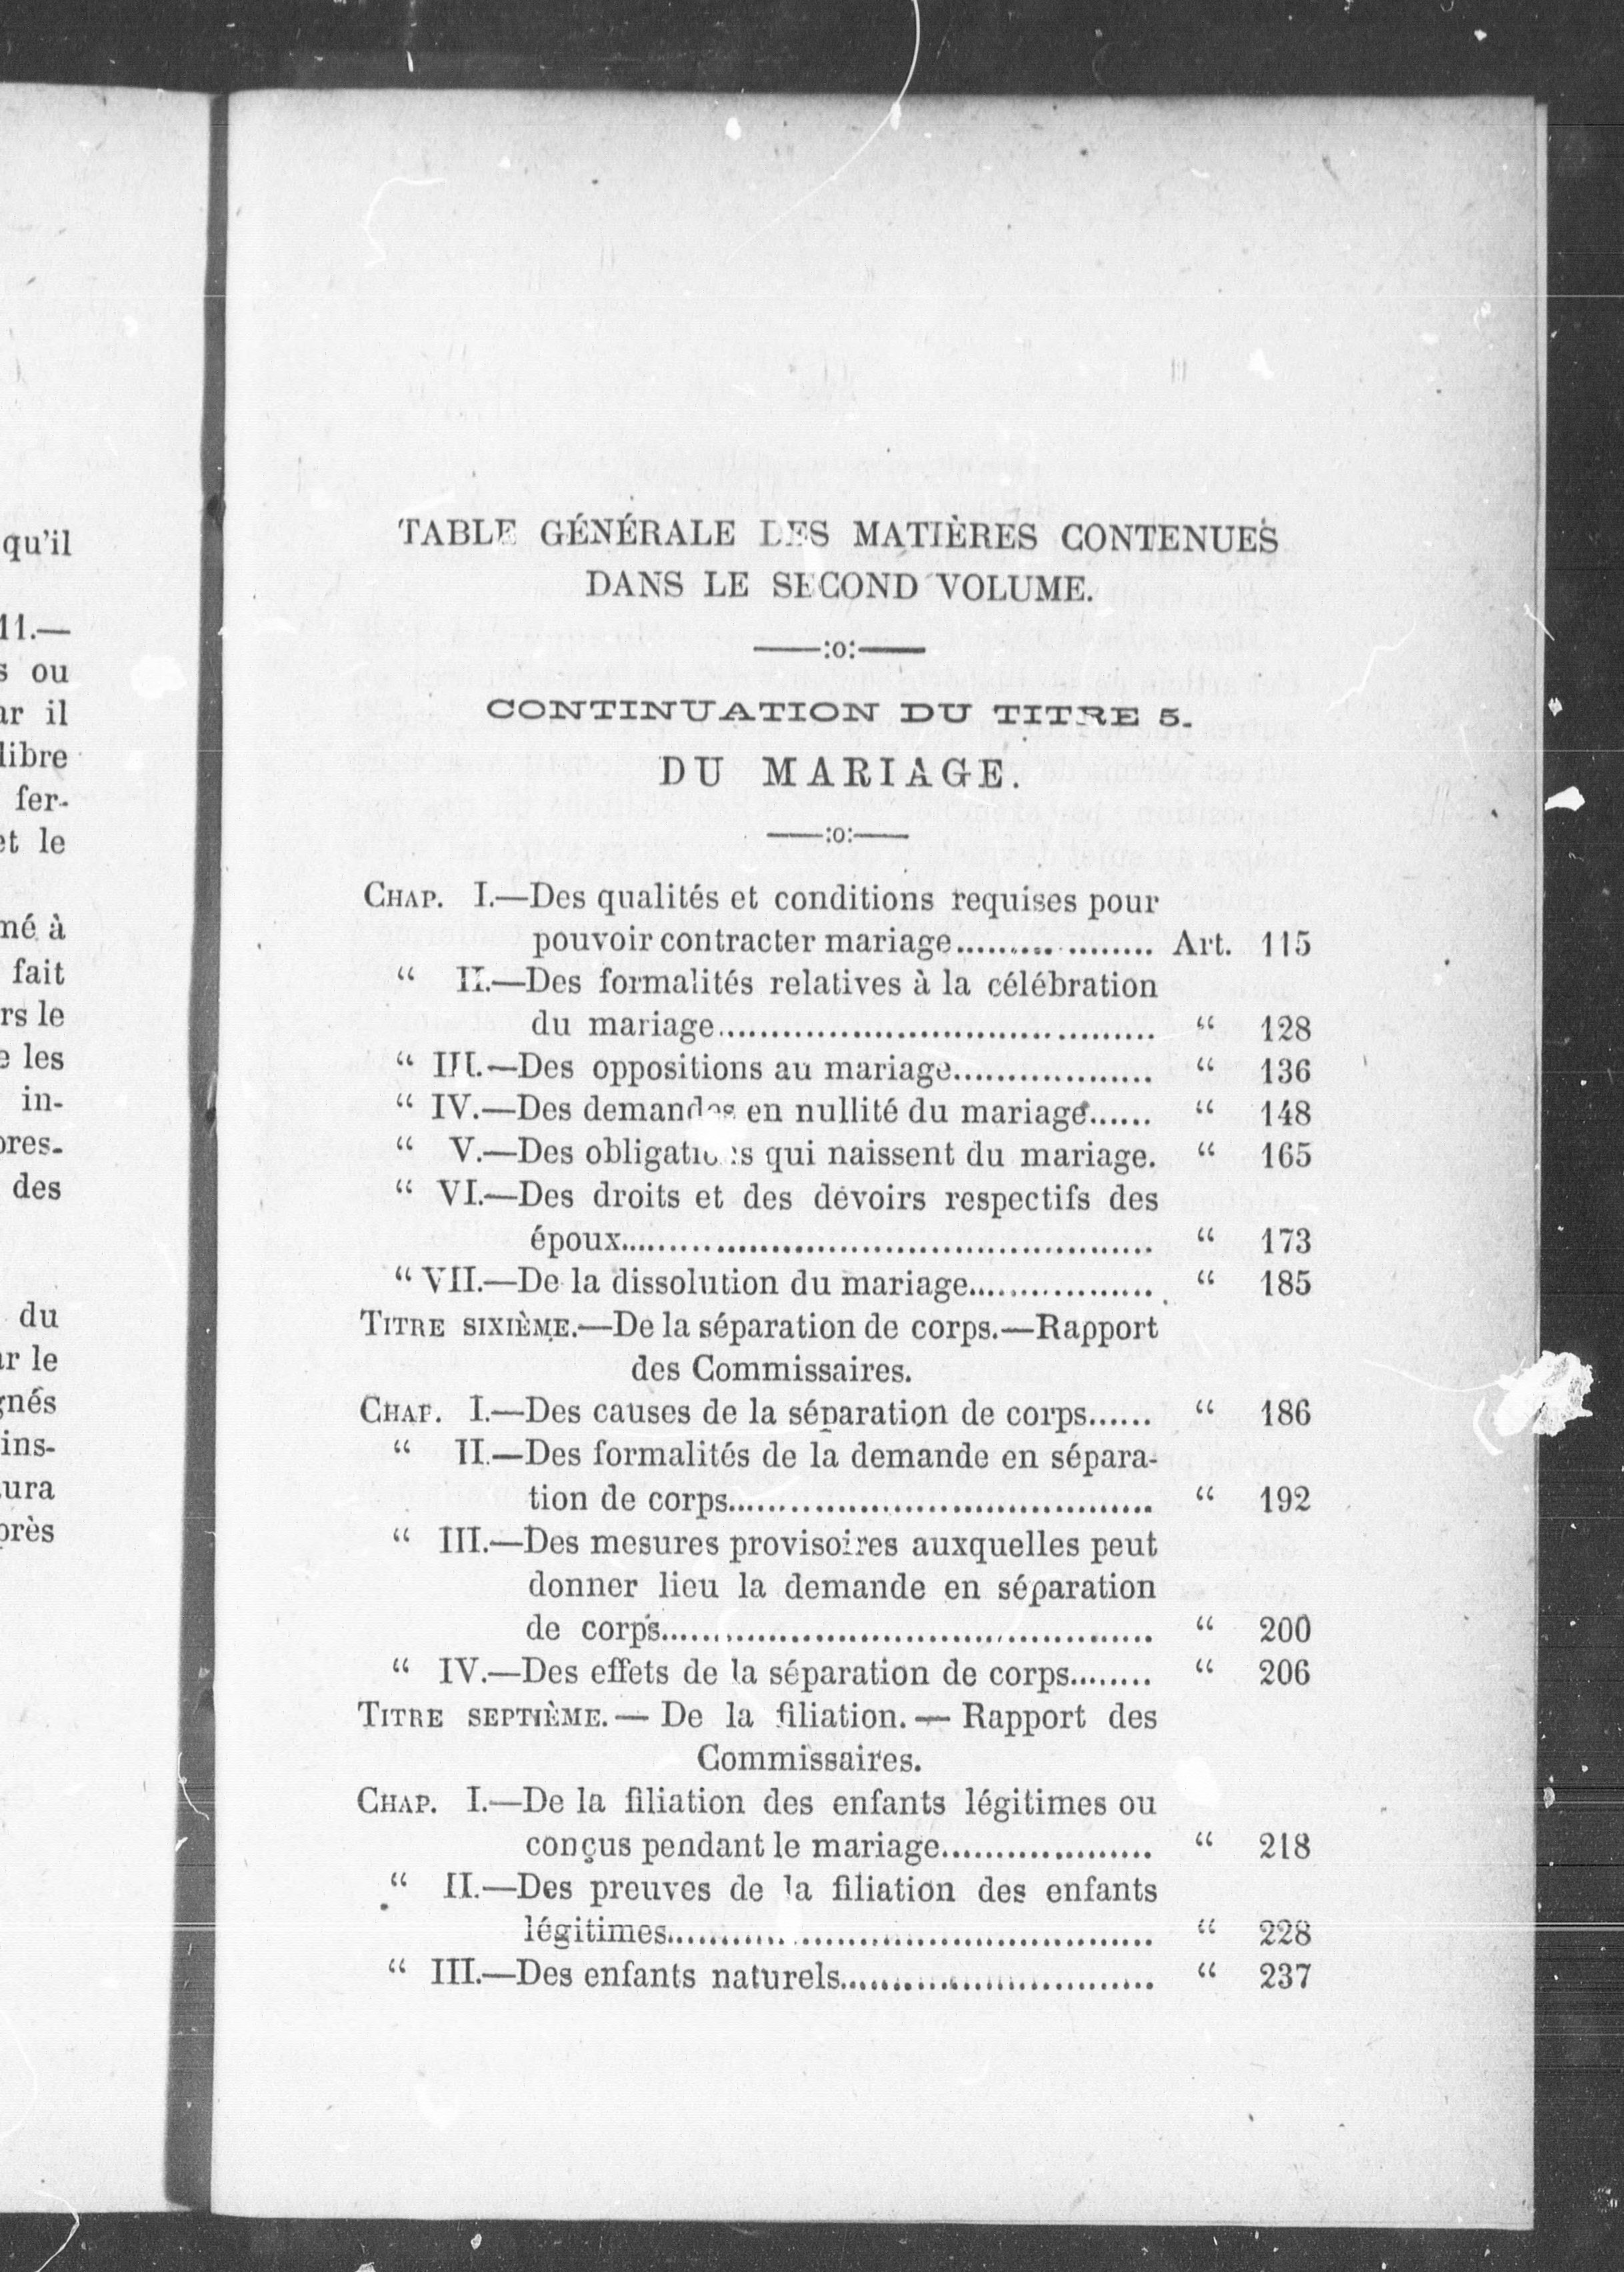 qu'il
11.—
s ou
ar il
libre
fer-
et le
mé à
fait
rs le
e les
in-
pres-
des
du
ar le
gnés
ins-
ura
près
TABLE GÉNÉRALE DES MATIÈRES CONTENUES
DANS LE SECOND VOLUME.
——:o:——
CONTINUATION DU TITRE 5.
DU MARIAGE.
——:o:——
CHAP. I.—Des qualités et conditions requises pour
pouvoir contracter mariage.................. Art. 115
“ II.—Des formalités relatives à la célébration
du mariage........................................ “ 128
“ III.—Des oppositions au mariage................... “ 136
“ IV.—Des demandes en nullité du mariage...... “ 148
“ V.—Des obligations qui naissent du mariage. “ 165
“ VI.—Des droits et des devoirs respectifs des
époux.................................................. “ 173
“ VII.—De la dissolution du mariage................. “ 185
TITRE SIXIÈME.—De la séparation de corps.—Rapport
des Commissaires.
CHAP. I.—Des causes de la séparation de corps...... “ 186
“ II.—Des formalités de la demande en sépara-
tion de corps....................................... “ 192
“ III.—Des mesures provisoires auxquelles peut
donner lieu la demande en séparation
de corps.............................................. “ 200
“ IV.—Des effets de la séparation de corps........ “ 206
TITRE SEPTIÈME.— De la filiation. — Rapport des
Commissaires.
CHAP. I.—De la filiation des enfants légitimes ou
conçus pendant le mariage.................... “ 218
“ II.—Des preuves de la filiation des enfants
légitimes............................................. “ 228
“ III.—Des enfants naturels............................. “ 237